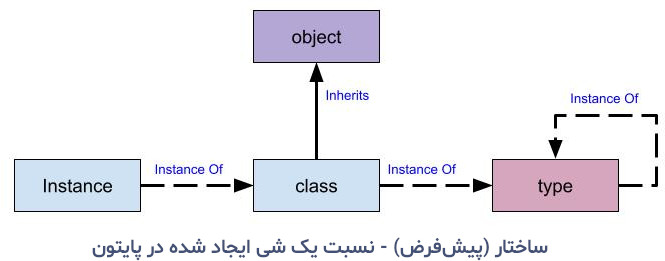 object
Inherits
Instance Of
Instance
Instance Of
class
Instance Of
type
ساختار (پیش‌فرض) - نسبت یک شی ایجاد شده در پایتون